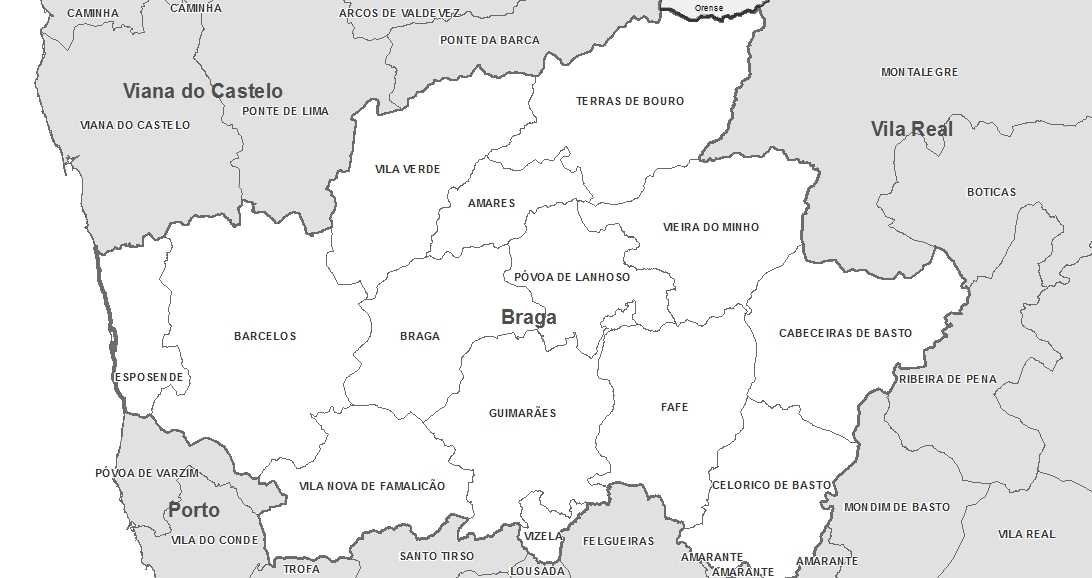 CAMINHA
CAMINHA
ARCOS DE VALDEVEZ
Orense
PONTE DA BARCA
MONTALEGRE
Viana do Castelo
PONTE DE LIMA
TERRAS DE BOURO
VIANA DO CASTELO
Vila Real
VILA VERDE
BOTICAS
AMARES
VIEIRA DO MINHO
PÓVOA DE LANHOSO
Braga
BARCELOS
BRAGA
CABECEIRAS DE BASTO
ESPOSENDE
RIBEIRA DE PENA
GUIMARÃES
FAFE
PÓVOA DE VARZIM
VILA NOVA DE FAMALICÃO
CELORICO DE BASTO
Porto
MONDIM DE BASTO
VILA DO CONDE
VIZELA
FELGUEIRAS
VILA REAL
SANTO TIRSO
AMARANTE
AMARANTE
TROFA
LOUSADA
AMARANTE